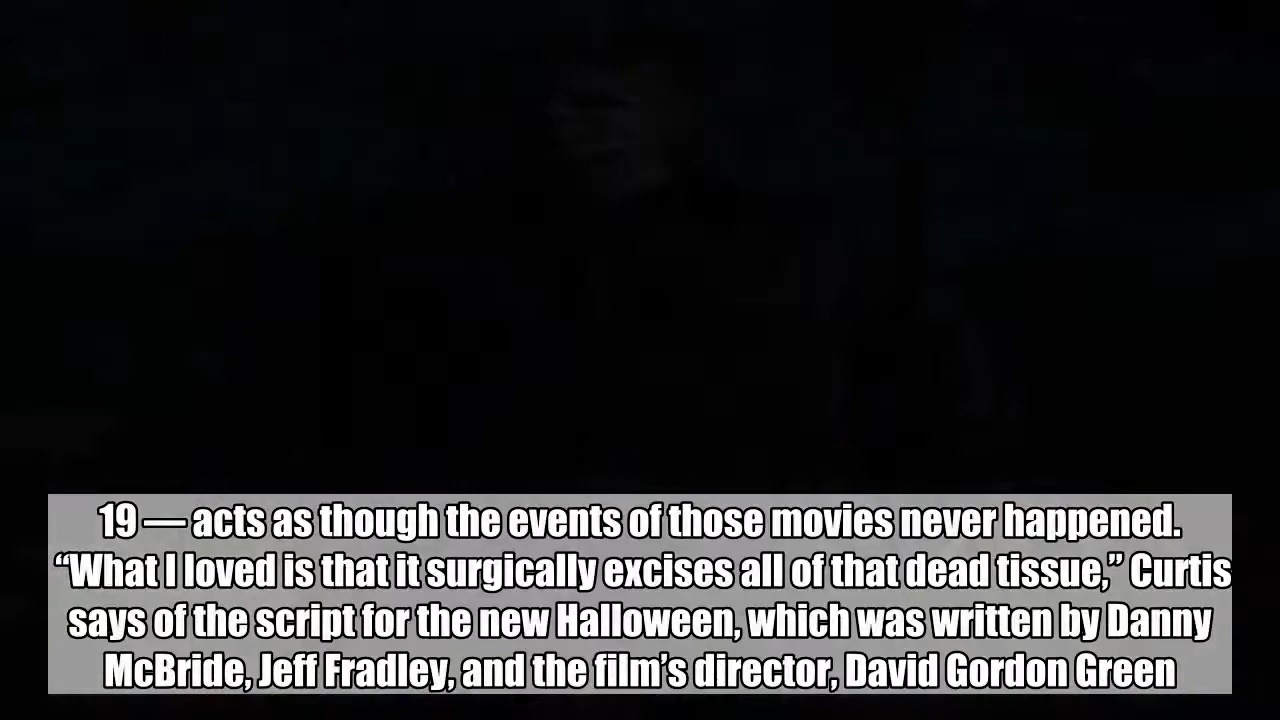 19 — acts as though the events of those movies never happened.
“What I loved is that it surgically excises all of that dead tissue,” Curtis
says of the script for the new Halloween, which was written by Danny
McBride, Jeff Fradley, and the film’s director, David Gordon Green